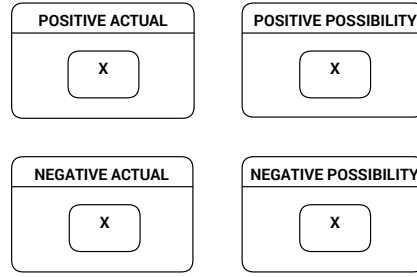 POSITIVE ACTUAL
X
POSITIVE POSSIBILITY
X
NEGATIVE ACTUAL
X
NEGATIVE POSSIBILITY
X